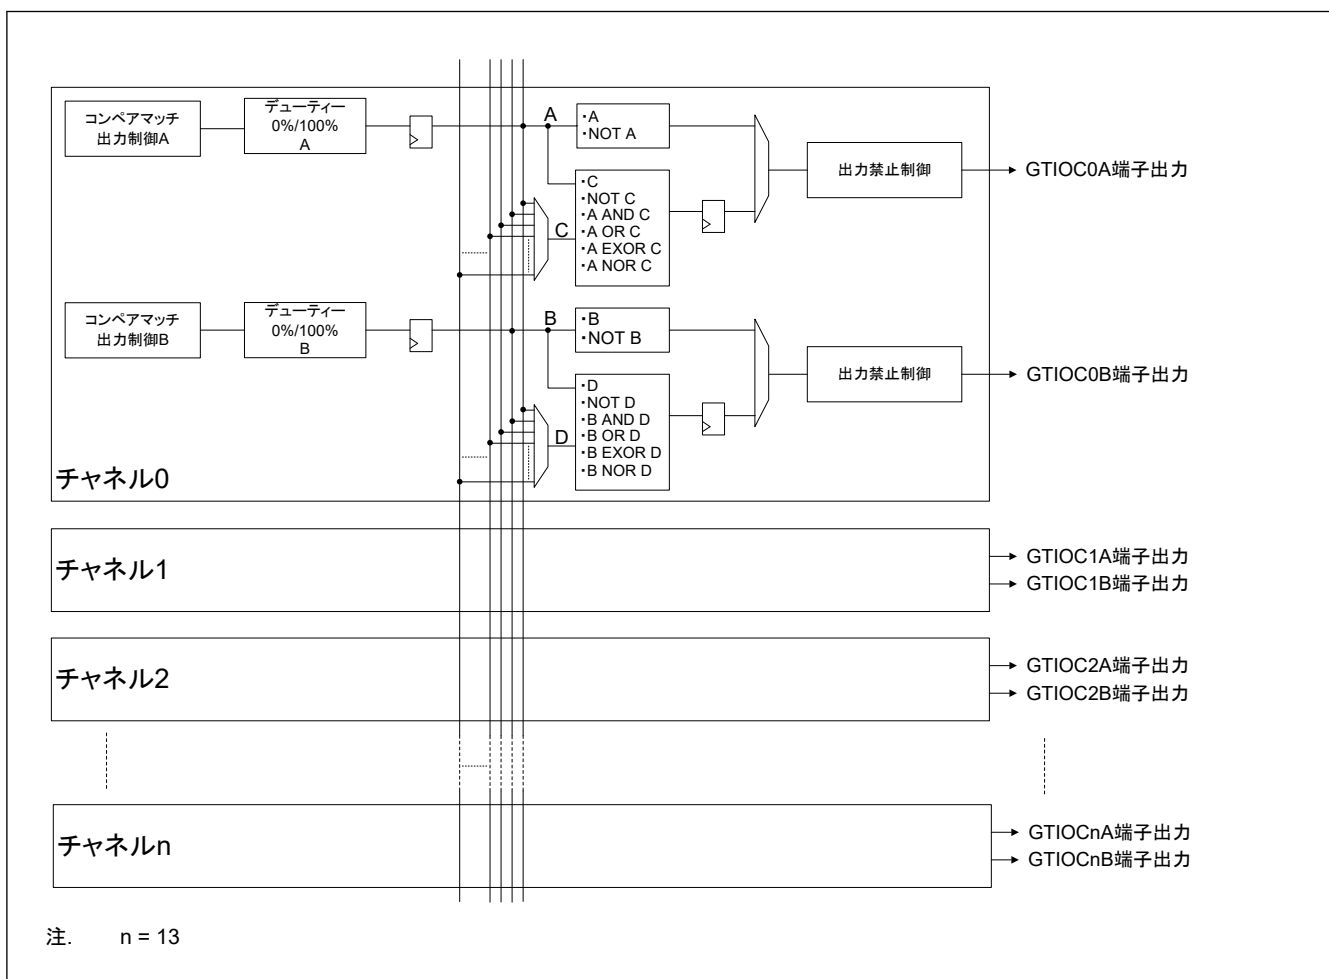 コンペアマッチ
出力制御A
デューティー
0%/100%
A
A
・A
・NOT A
出力禁止制御
GTIOC0A端子出力
C
・C
・NOT C
・A AND C
・A OR C
・A EXOR C
・A NOR C
コンペアマッチ
出力制御B
デューティー
0%/100%
B
B
・B
・NOT B
出力禁止制御
GTIOC0B端子出力
D
・D
・NOT D
・B AND D
・B OR D
・B EXOR D
・B NOR D
チャネル0
チャネル1
GTIOC1A端子出力
GTIOC1B端子出力
チャネル2
GTIOC2A端子出力
GTIOC2B端子出力
チャネルn
GTIOCnA端子出力
GTIOCnB端子出力
注. n = 13